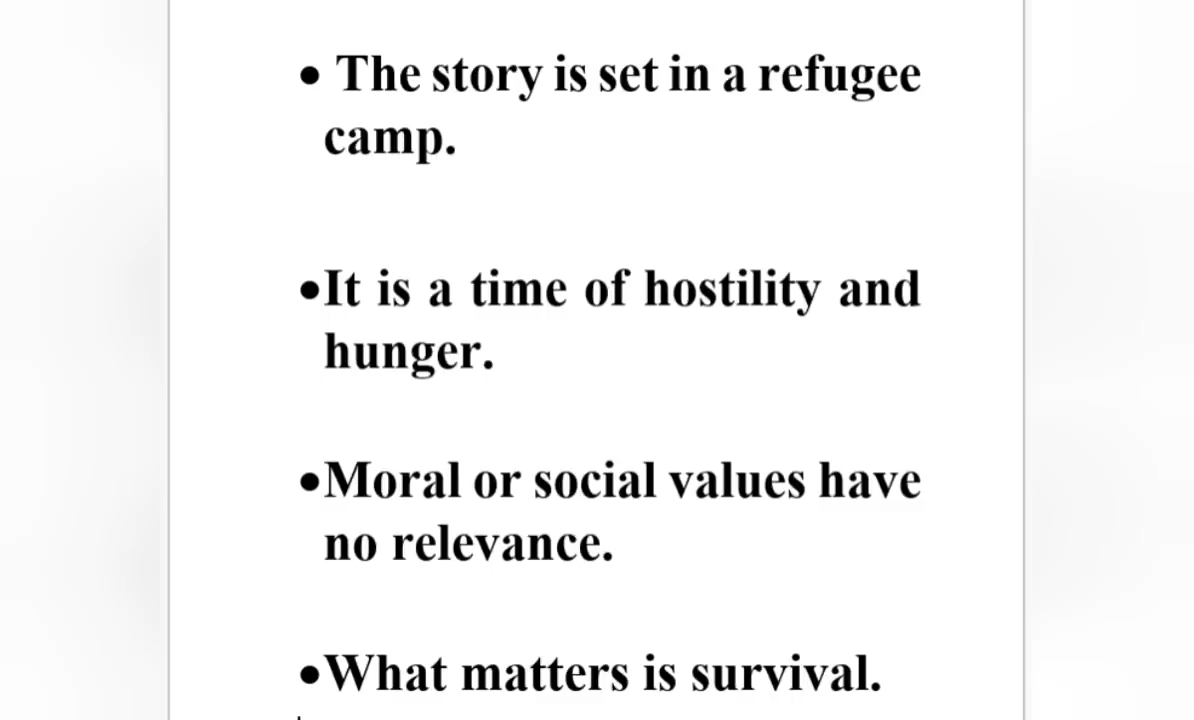 • The story is set in a refugee
camp.
•It is a time of hostility and
hunger.
•Moral or social values have
no relevance.
•What matters is survival.